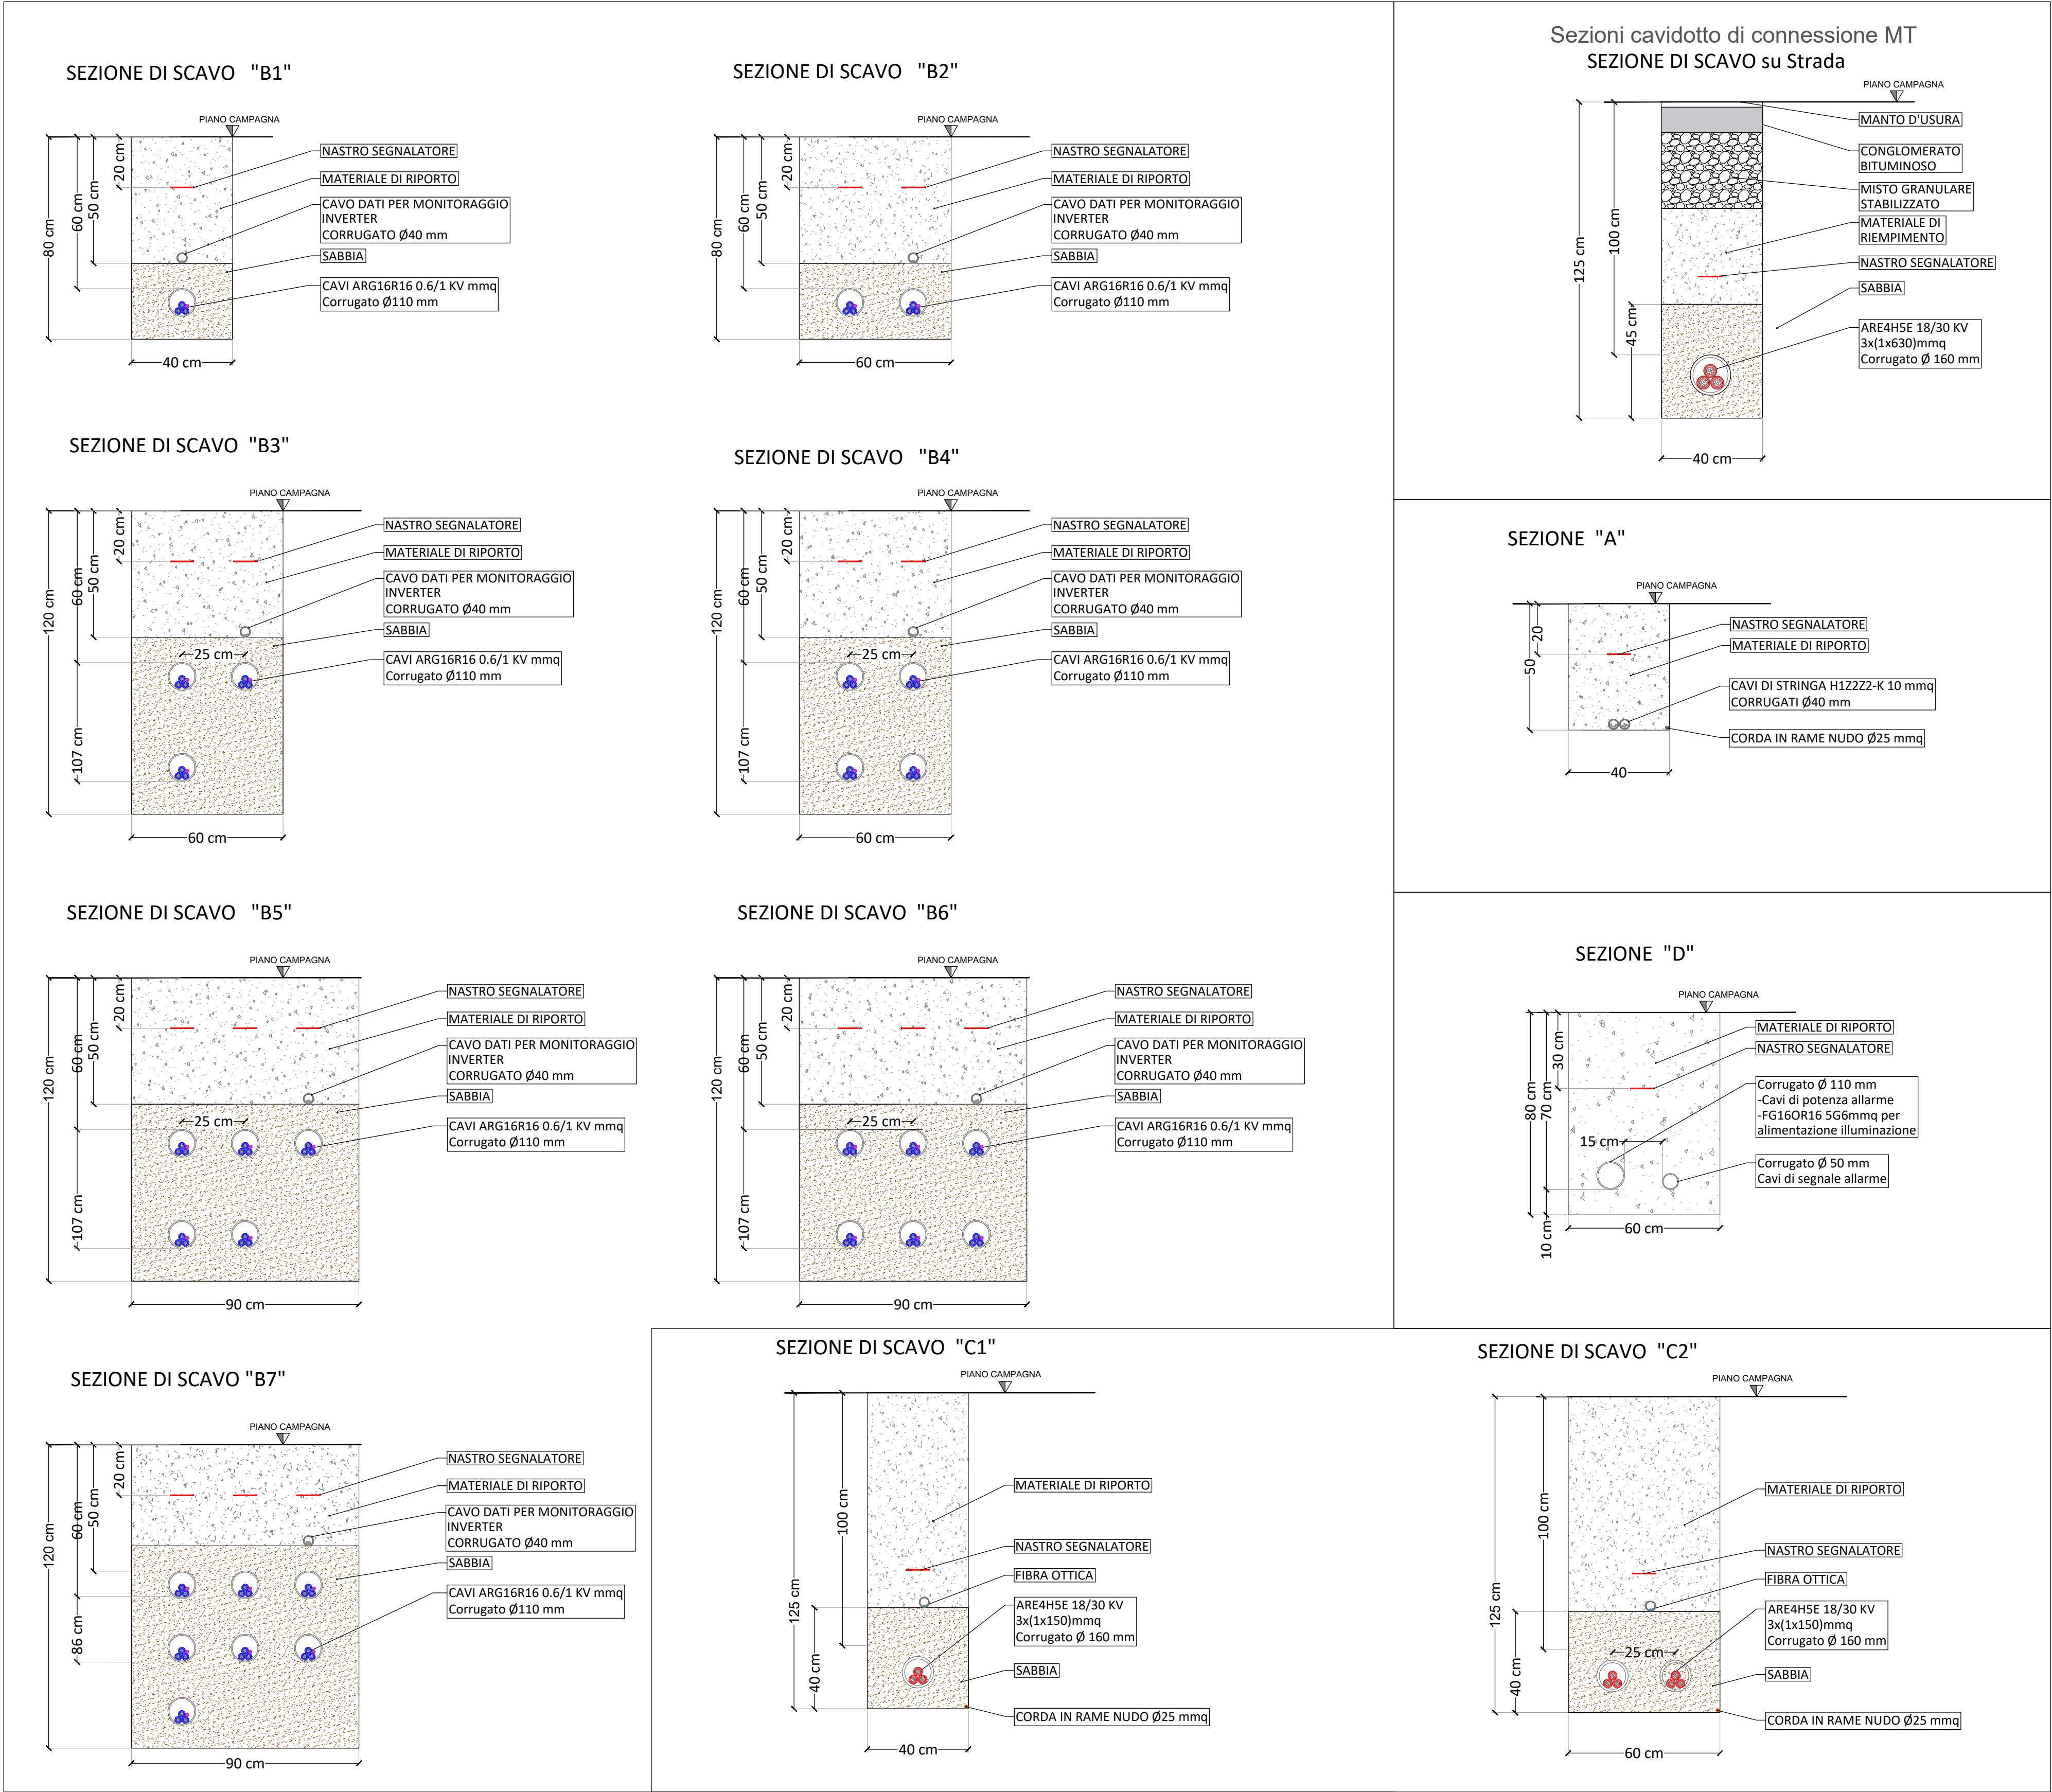 SEZIONE DI SCAVO "B1"
PIANO CAMPAGNA
80 cm
60 cm
50 cm
20 cm
NASTRO SEGNALATORE
MATERIALE DI RIPORTO
CAVO DATI PER MONITORAGGIO
INVERTER
CORRUGATO Ø40 mm
SABBIA
CAVI ARG16R16 0.6/1 KV mmq
Corrugato Ø110 mm
40 cm
SEZIONE DI SCAVO "B2"
PIANO CAMPAGNA
80 cm
60 cm
50 cm
20 cm
NASTRO SEGNALATORE
MATERIALE DI RIPORTO
CAVO DATI PER MONITORAGGIO
INVERTER
CORRUGATO Ø40 mm
SABBIA
CAVI ARG16R16 0.6/1 KV mmq
Corrugato Ø110 mm
60 cm
Sezioni cavidotto di connessione MT
SEZIONE DI SCAVO su Strada
PIANO CAMPAGNA
125 cm
100 cm
45 cm
MANTO D'USURA
CONGLOMERATO
BITUMINOSO
MISTO GRANULARE
STABILIZZATO
MATERIALE DI
RIEMPIMENTO
NASTRO SEGNALATORE
SABBIA
ARE4H5E 18/30 KV
3x(1x630)mmq
Corrugato Ø 160 mm
40 cm
SEZIONE DI SCAVO "B3"
PIANO CAMPAGNA
120 cm
60 cm
50 cm
20 cm
107 cm
NASTRO SEGNALATORE
MATERIALE DI RIPORTO
CAVO DATI PER MONITORAGGIO
INVERTER
CORRUGATO Ø40 mm
SABBIA
25 cm
CAVI ARG16R16 0.6/1 KV mmq
Corrugato Ø110 mm
60 cm
SEZIONE DI SCAVO "B4"
PIANO CAMPAGNA
120 cm
60 cm
50 cm
20 cm
107 cm
NASTRO SEGNALATORE
MATERIALE DI RIPORTO
CAVO DATI PER MONITORAGGIO
INVERTER
CORRUGATO Ø40 mm
SABBIA
25 cm
CAVI ARG16R16 0.6/1 KV mmq
Corrugato Ø110 mm
60 cm
SEZIONE "A"
PIANO CAMPAGNA
50
20
NASTRO SEGNALATORE
MATERIALE DI RIPORTO
CAVI DI STRINGA H1Z2Z2-K 10 mmq
CORRUGATI Ø40 mm
CORDA IN RAME NUDO Ø25 mmq
40
SEZIONE DI SCAVO "B5"
PIANO CAMPAGNA
120 cm
60 cm
50 cm
20 cm
107 cm
NASTRO SEGNALATORE
MATERIALE DI RIPORTO
CAVO DATI PER MONITORAGGIO
INVERTER
CORRUGATO Ø40 mm
SABBIA
25 cm
CAVI ARG16R16 0.6/1 KV mmq
Corrugato Ø110 mm
90 cm
SEZIONE DI SCAVO "B6"
PIANO CAMPAGNA
120 cm
60 cm
50 cm
20 cm
107 cm
NASTRO SEGNALATORE
MATERIALE DI RIPORTO
CAVO DATI PER MONITORAGGIO
INVERTER
CORRUGATO Ø40 mm
SABBIA
25 cm
CAVI ARG16R16 0.6/1 KV mmq
Corrugato Ø110 mm
90 cm
SEZIONE "D"
PIANO CAMPAGNA
80 cm
70 cm
30 cm
10 cm
MATERIALE DI RIPORTO
NASTRO SEGNALATORE
Corrugato Ø 110 mm
-Cavi di potenza allarme
-FG16OR16 5G6mmq per
alimentazione illuminazione
15 cm
Corrugato Ø 50 mm
Cavi di segnale allarme
60 cm
SEZIONE DI SCAVO "B7"
PIANO CAMPAGNA
120 cm
60 cm
50 cm
20 cm
86 cm
NASTRO SEGNALATORE
MATERIALE DI RIPORTO
CAVO DATI PER MONITORAGGIO
INVERTER
CORRUGATO Ø40 mm
SABBIA
CAVI ARG16R16 0.6/1 KV mmq
Corrugato Ø110 mm
90 cm
SEZIONE DI SCAVO "C1"
PIANO CAMPAGNA
125 cm
100 cm
40 cm
MATERIALE DI RIPORTO
NASTRO SEGNALATORE
FIBRA OTTICA
ARE4H5E 18/30 KV
3x(1x150)mmq
Corrugato Ø 160 mm
SABBIA
CORDA IN RAME NUDO Ø25 mmq
40 cm
SEZIONE DI SCAVO "C2"
PIANO CAMPAGNA
125 cm
100 cm
40 cm
MATERIALE DI RIPORTO
NASTRO SEGNALATORE
FIBRA OTTICA
ARE4H5E 18/30 KV
3x(1x150)mmq
Corrugato Ø 160 mm
25 cm
SABBIA
CORDA IN RAME NUDO Ø25 mmq
60 cm